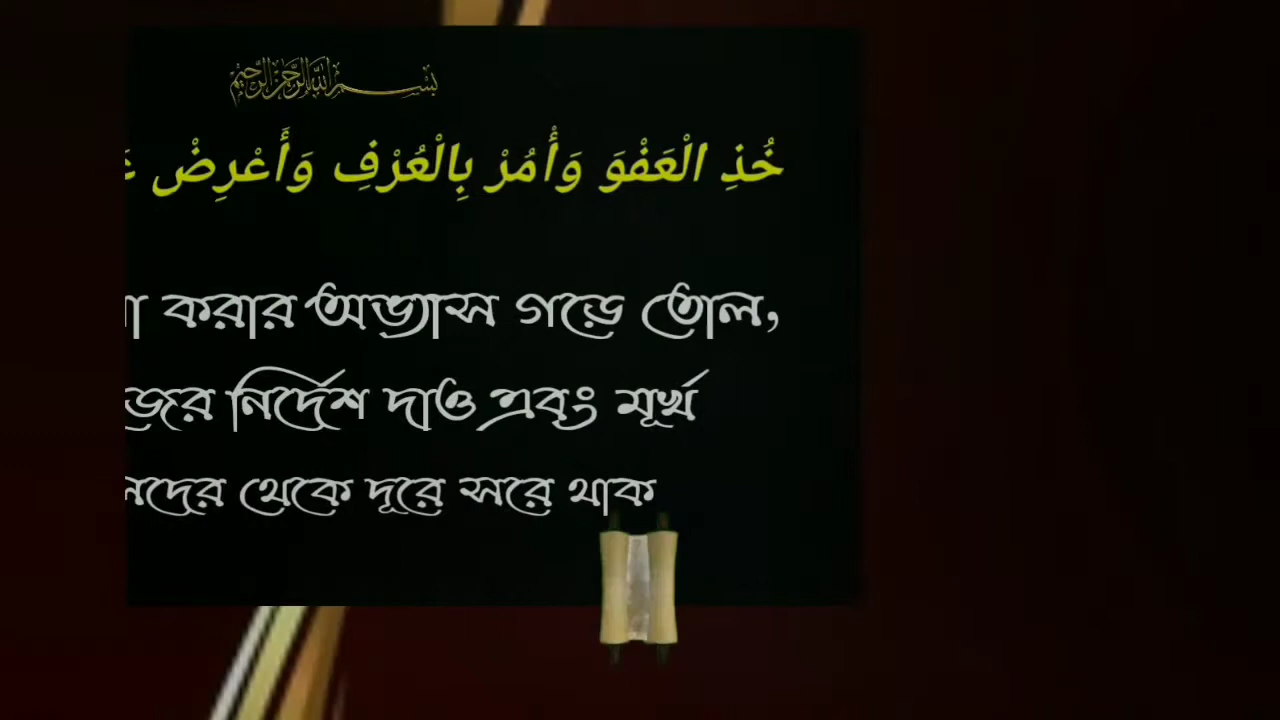 بسم الله الرحمن الرحيم
خُذِ الْعَفْوَ وَأْمُرْ بِالْعُرْفِ وَأَعْرِضْ
করার অভ্যাস গড়ে তোল,
নির্দেশ দাও এবং মূর্খ
থেকে দূরে সরে থাক